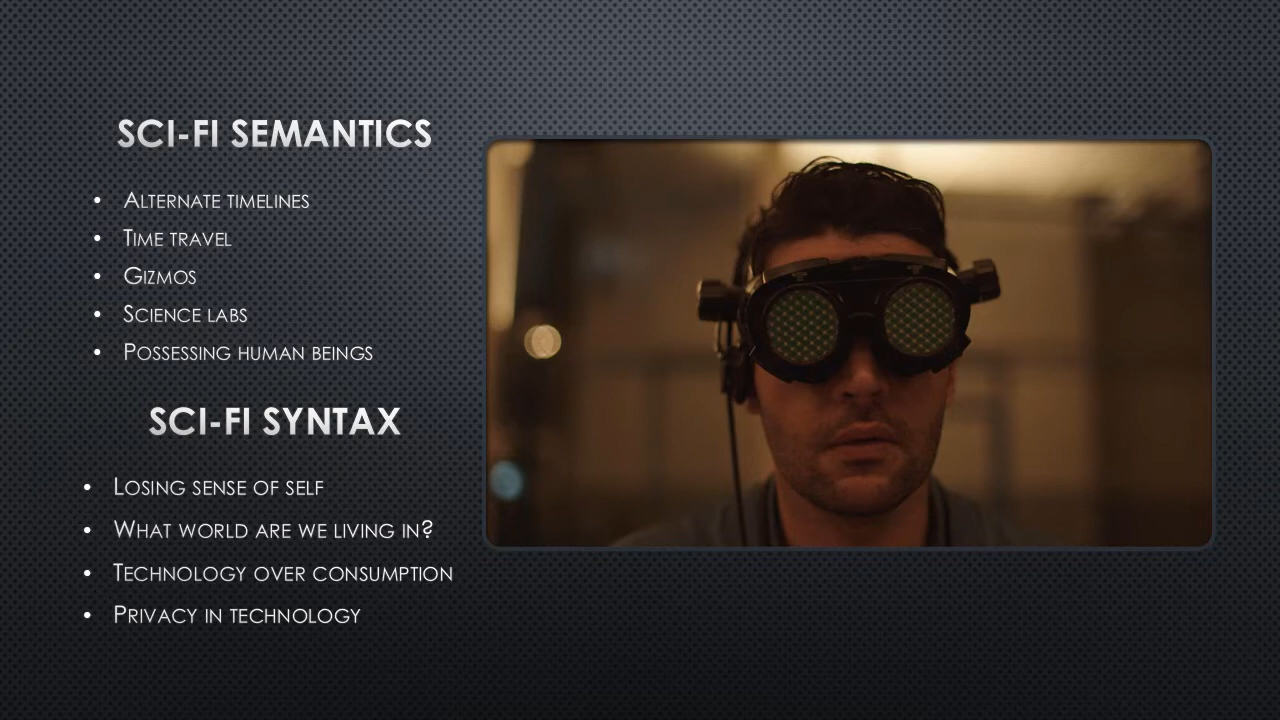 SCI-FI SEMANTICS
• ALTERNATE TIMELINES
• TIME TRAVEL
• GIZMOS
• SCIENCE LABS
• POSSESSING HUMAN BEINGS
SCI-FI SYNTAX
• LOSING SENSE OF SELF
• WHAT WORLD ARE WE LIVING IN?
• TECHNOLOGY OVER CONSUMPTION
• PRIVACY IN TECHNOLOGY